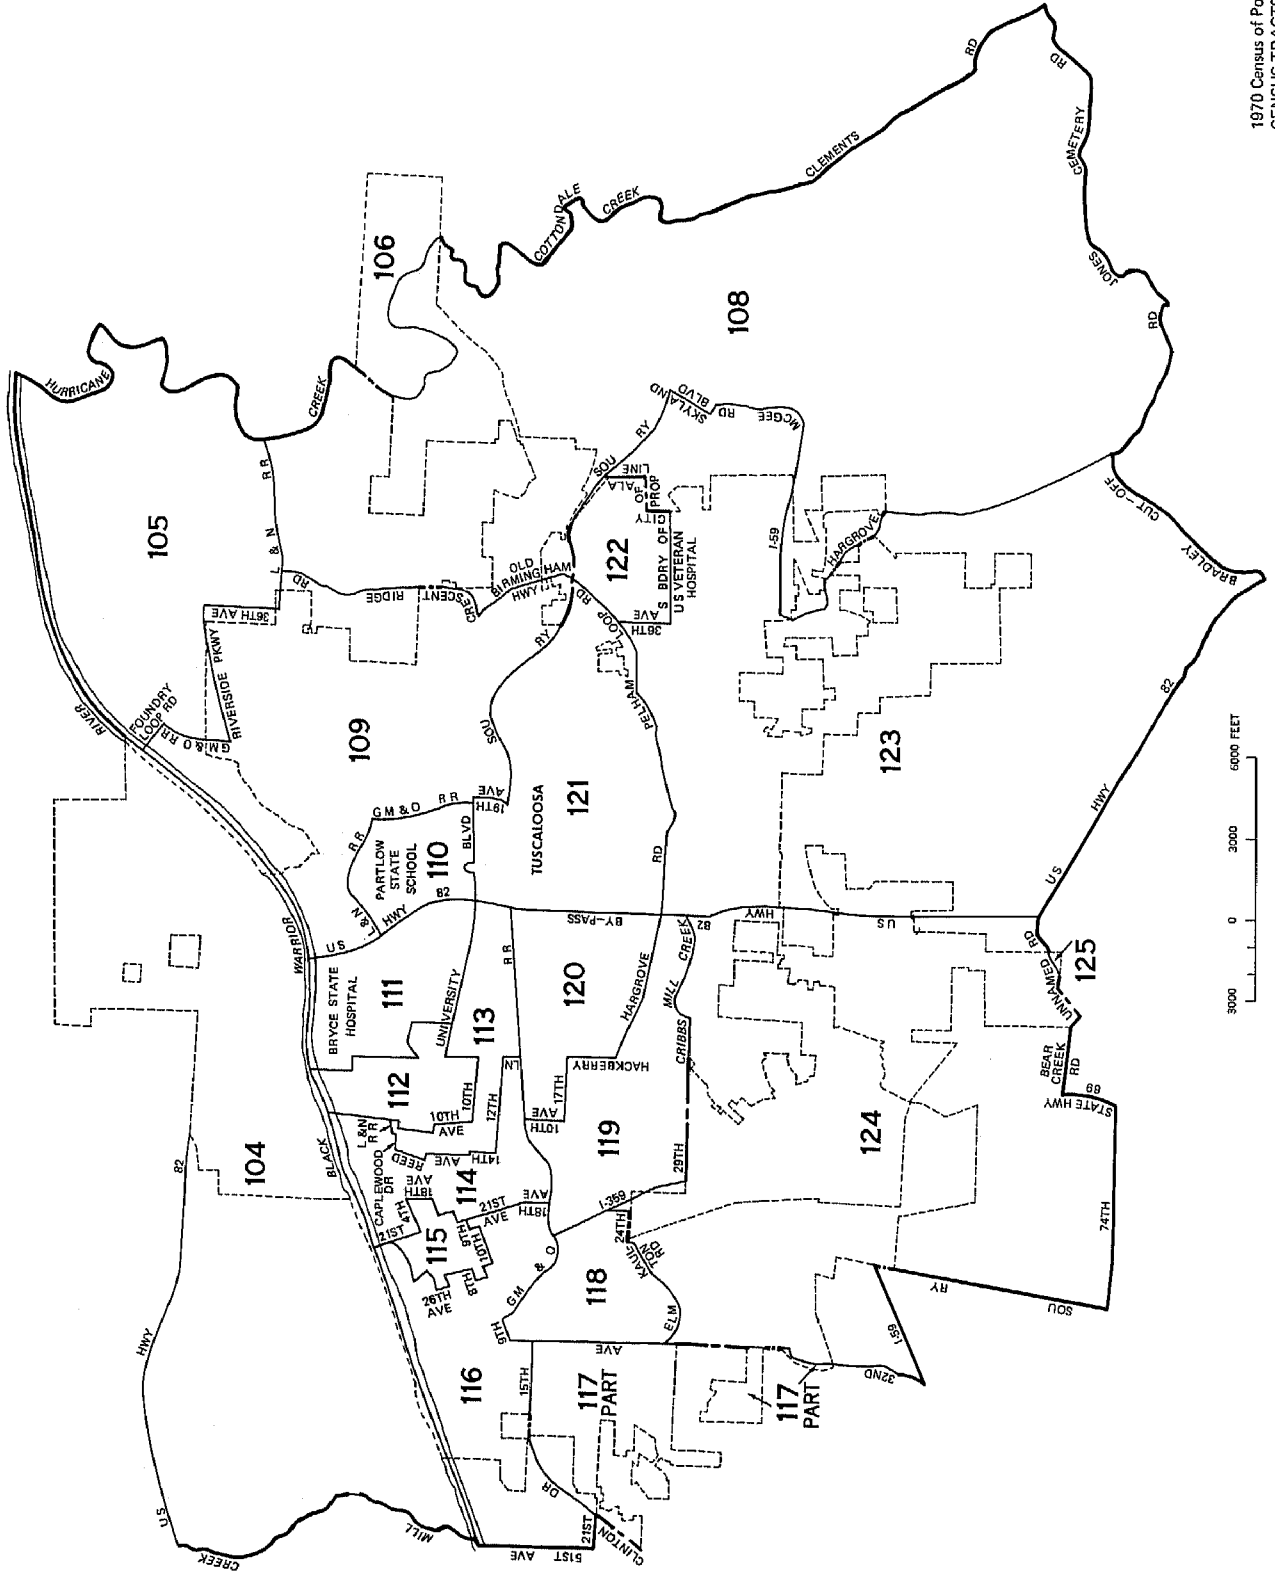 1970 Census of Po
CENSUS TRACTS
HURRICANE
CREEK
105
L & N
RR
106
COTTONDALE
CREEK
CLEMENTS
RD
RD
CEMETERY
JONES
RD
108
RIVER
FOUNDRY
LOOP RD
GM & O RR
RIVERSIDE PKWY
36TH AVE
CRESCENT
RIDGE
RD
OLD
BIRMINGHAM
HWY
SOU
RY
SKYLAND
BLVD
MCGEE
RD
CITY OF
PROP
LINE
122
S BDRY OF
US VETERAN
HOSPITAL
36TH
AVE
LOOP
RD
PELHAM
I-59
HARGROVE
CUT-OFF
BRADLEY
109
SOU
RY
19TH
AVE
GM & O
RR
L & N
RR
PARTLOW
STATE
SCHOOL
110
BLVD
TUSCALOOSA
121
RD
123
82
HWY
US
US
HWY
82
WARRIOR
BRYCE STATE
HOSPITAL
111
UNIVERSITY
113
RR
BY-PASS
120
HARGROVE
HACKBERRY
LN
17TH
10TH
AVE
MILL
CREEK
CRIBBS
82
HWY
US
UNNAMED RD
125
BEAR
CREEK
RD
STATE HWY
69
74TH
112
10TH
AVE
10TH
12TH
14TH
AVE
REED
L&N
RR
CAPLEWOOD
DR
BLACK
104
82
HWY
US
21ST
4TH
18TH
AVE
114
21ST
AVE
18TH
AVE
9TH
10TH
8TH
115
26TH
AVE
119
29TH
I-359
24TH
KAUL
TON
RD
118
ELM
GM & O
9TH
AVE
124
SOU
RY
I-59
32ND
117
PART
116
15TH
117
PART
DR
CLINTON
21ST
51ST
AVE
MILL
CREEK
3000
0
3000
6000 FEET